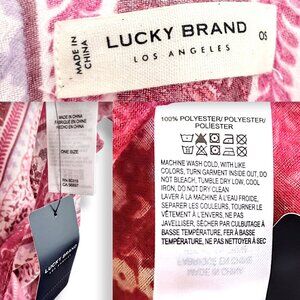 MADE IN
CHINA
LUCKY BRAND
LOS ANGELES
OS
MADE IN CHINA
FABRIQUE EN CHINE
HECHO EN CHINA
ONE SIZE
LUCKY BRAND
100% POLYESTER/ POLYESTER/
POLIÉSTER
MACHINE WASH COLD, WITH LIKE
COLORS, TURN GARMENT INSIDE OUT, DO
NOT BLEACH, TUMBLE DRY LOW, COOL
IRON, DO NOT DRY CLEAN
LAVER À LA MACHINE À L'EAU FROIDE,
SÉPARER LES COULEURS, TOURNER LE
VÊTEMENT À L'ENVERS, NE PAS
JAVELLISER, SÉCHER PAR CULBUTAGE À
BASSE TEMPÉRATURE, FER À BASSE
TEMPÉRATURE, NE PAS NETTOYER À SEC